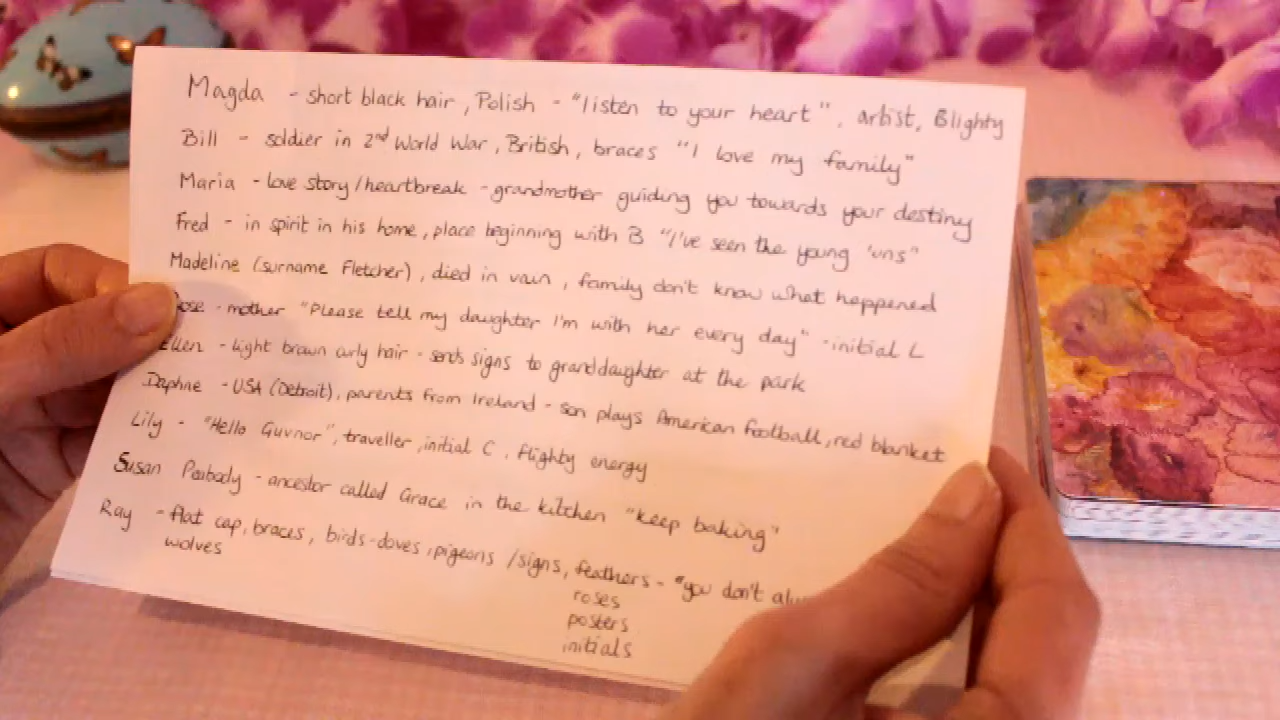 Magda - short black hair, Polish - "listen to your heart", artist, Blighty
Bill - soldier in 2nd World War, British, braces "I love my family"
Maria - love story/heartbreak - grandmother guiding you towards your destiny
Fred - in spirit in his home, place beginning with B "I've seen the young 'uns"
Madeline (surname Fletcher), died in vain, family don't know what happened
- mother "Please tell my daughter I'm with her every day" - initial L
Ellen - light brown curly hair - sends signs to granddaughter at the park
Daphne - USA (Detroit), parents from Ireland - son plays American football, red blanket
Lily - "Hello Guvnor", traveller, initial C, flighty energy
Susan Peabody - ancestor called Grace in the kitchen "keep baking"
Ray - flat cap, braces, birds-doves, pigeons /signs, feathers - "you don't
wolves
roses
posters
initials